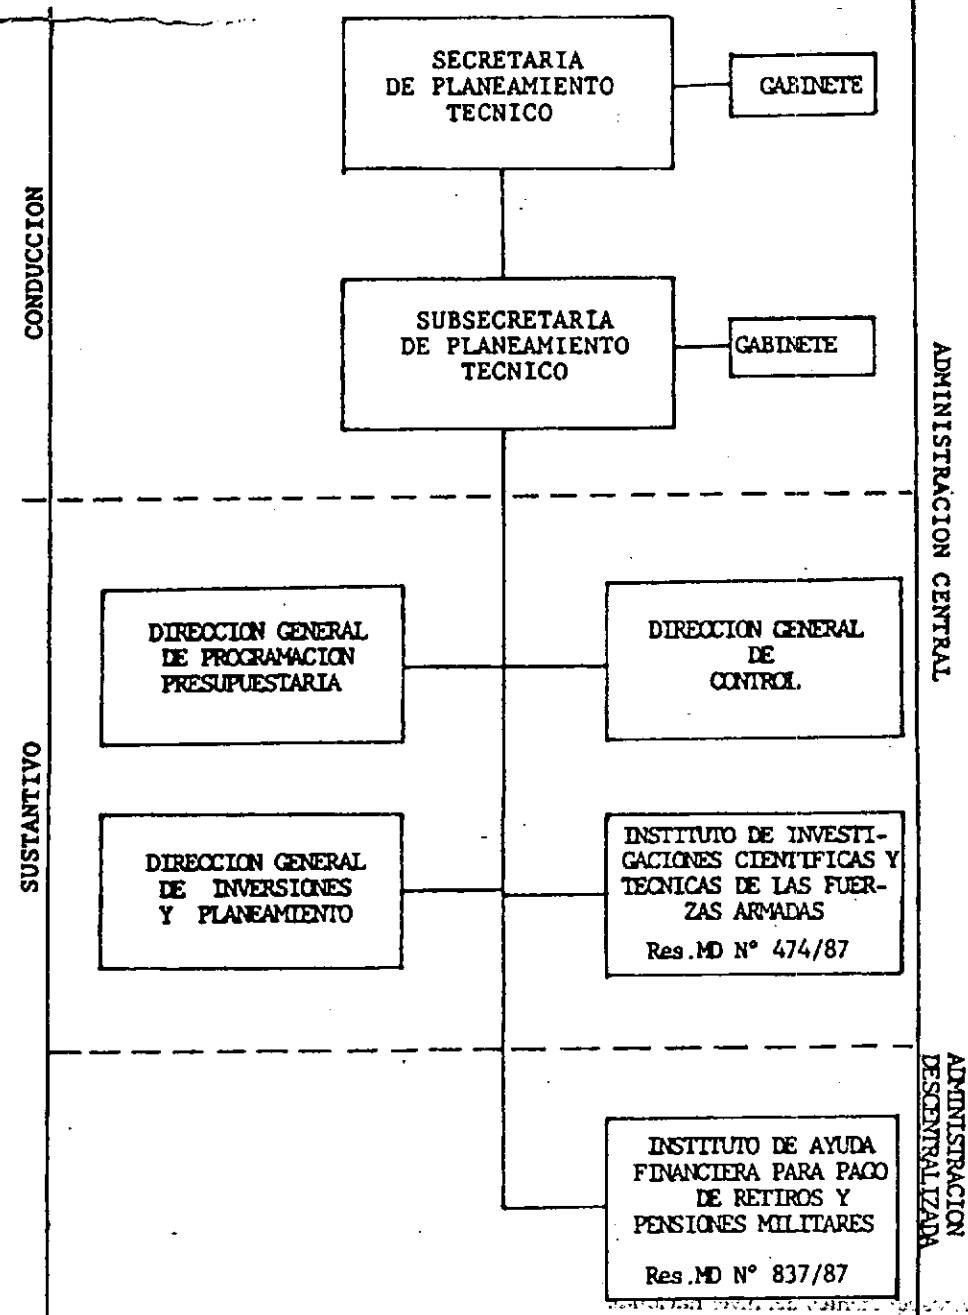 SECRETARIA
DE PLANEAMIENTO
TECNICO
GABINETE
CONDUCCION
SUBSECRETARIA
DE PLANEAMIENTO
TECNICO
GABINETE
ADMINISTRACION CENTRAL
DIRECCION GENERAL
DE PROGRAMACION
PRESUPUESTARIA
DIRECCION GENERAL
DE
CONTROL
SUSTANTIVO
DIRECCION GENERAL
DE INVERSIONES
Y PLANEAMIENTO
INSTITUTO DE INVESTI-
GACIONES CIENTIFICAS Y
TECNICAS DE LAS FUER-
ZAS ARMADAS
Res.MD N° 474/87
ADMINISTRACION
DESCENTRALIZADA
INSTITUTO DE AYUDA
FINANCIERA PARA PAGO
DE RETIROS Y
PENSIONES MILITARES
Res.MD N° 837/87